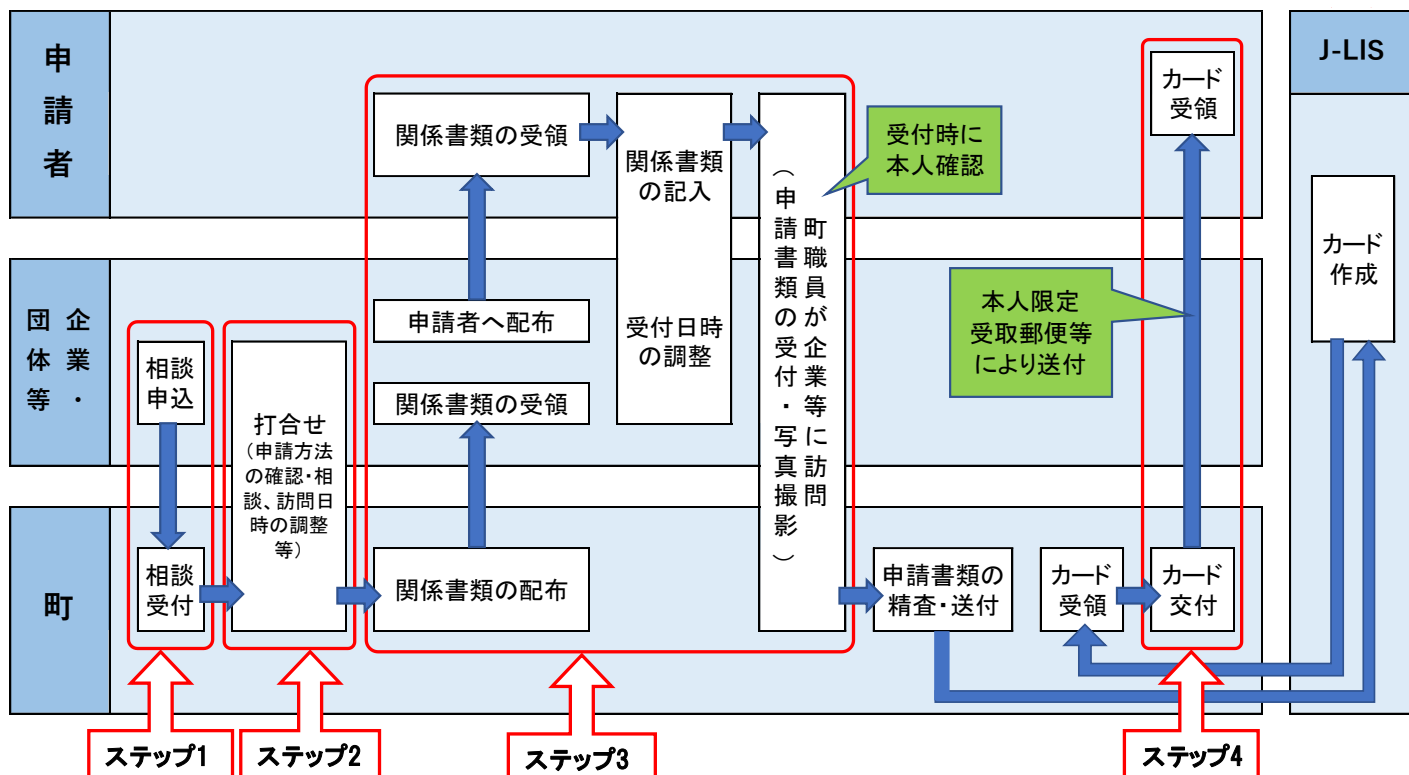 申請者
関係書類の受領
関係書類
の記入
受付日時
の調整
町職員が企業等に訪問
（申請書類の受付・写真撮影）
受付時に
本人確認
カード
受領
J-LIS
カード
作成
企業・
団体等
相談
申込
打合せ
（申請方法
の確認・相
談、訪問日
時の調整
等）
申請者へ配布
関係書類の受領
本人限定
受取郵便等
により送付
町
相談
受付
関係書類の配布
申請書類の
精査・送付
カード
受領
カード
交付
ステップ1
ステップ2
ステップ3
ステップ4